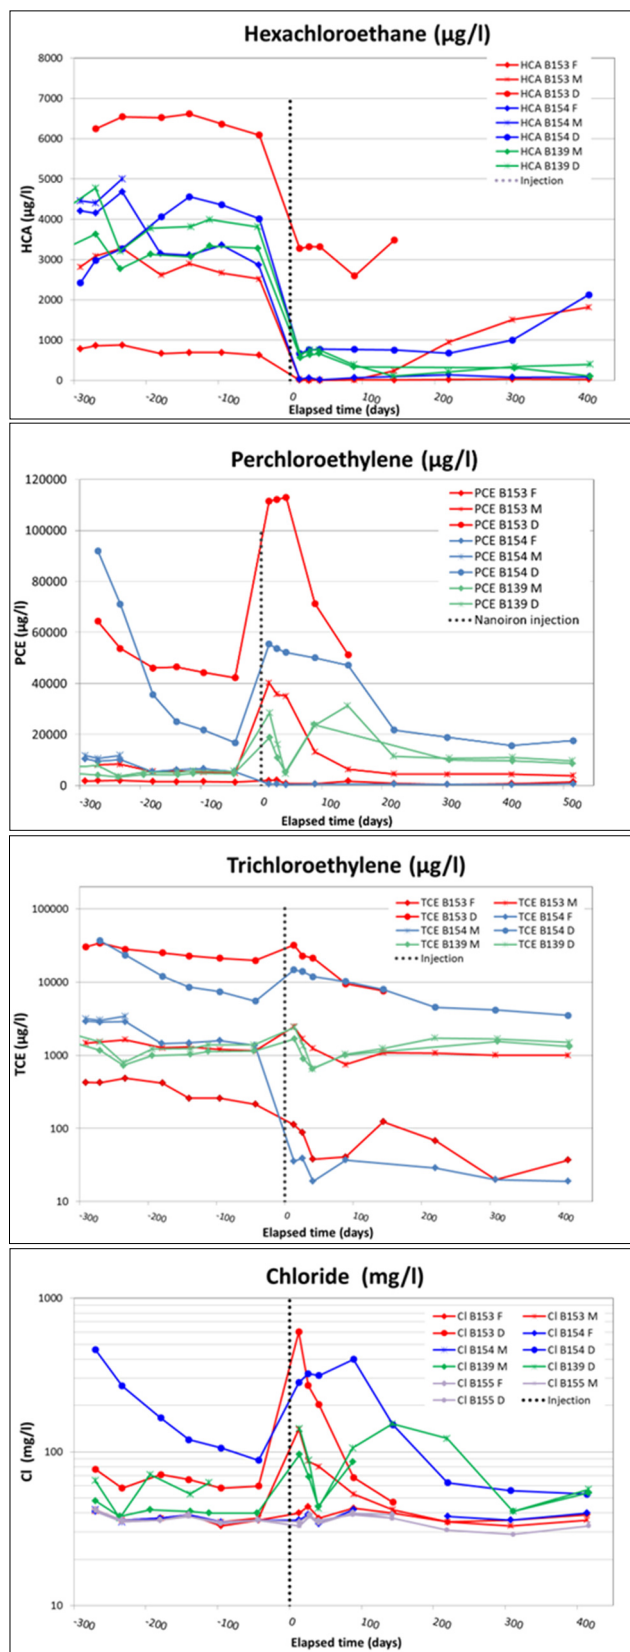 Hexachloroethane (µg/l)
8000
7000
6000
5000
4000
3000
2000
1000
0
HCA (µg/l)
HCA B153 F
HCA B153 M
HCA B153 D
HCA B154 F
HCA B154 M
HCA B154 D
HCA B139 M
HCA B139 D
Injection
-300 -200 -100 0 100 200 300 400
Elapsed time (days)
Perchloroethylene (µg/l)
120000
100000
80000
60000
40000
20000
0
PCE (µg/l)
PCE B153 F
PCE B153 M
PCE B153 D
PCE B154 F
PCE B154 M
PCE B154 D
PCE B139 M
PCE B139 D
Nanoiron injection
-300 -200 -100 0 100 200 300 400 500
Elapsed time (days)
Trichloroethylene (µg/l)
100000
10000
1000
100
10
TCE (µg/l)
TCE B153 F TCE B153 M
TCE B153 D TCE B154 F
TCE B154 M TCE B154 D
TCE B139 M TCE B139 D
Injection
-300 -200 -100 0 100 200 300 400
Elapsed time (days)
Chloride (mg/l)
1000
100
10
Cl (mg/l)
Cl B153 F Cl B153 M
Cl B153 D Cl B154 F
Cl B154 M Cl B154 D
Cl B139 M Cl B139 D
Cl B155 F Cl B155 M
Cl B155 D Injection
-300 -200 -100 0 100 200 300 400
Elapsed time (days)